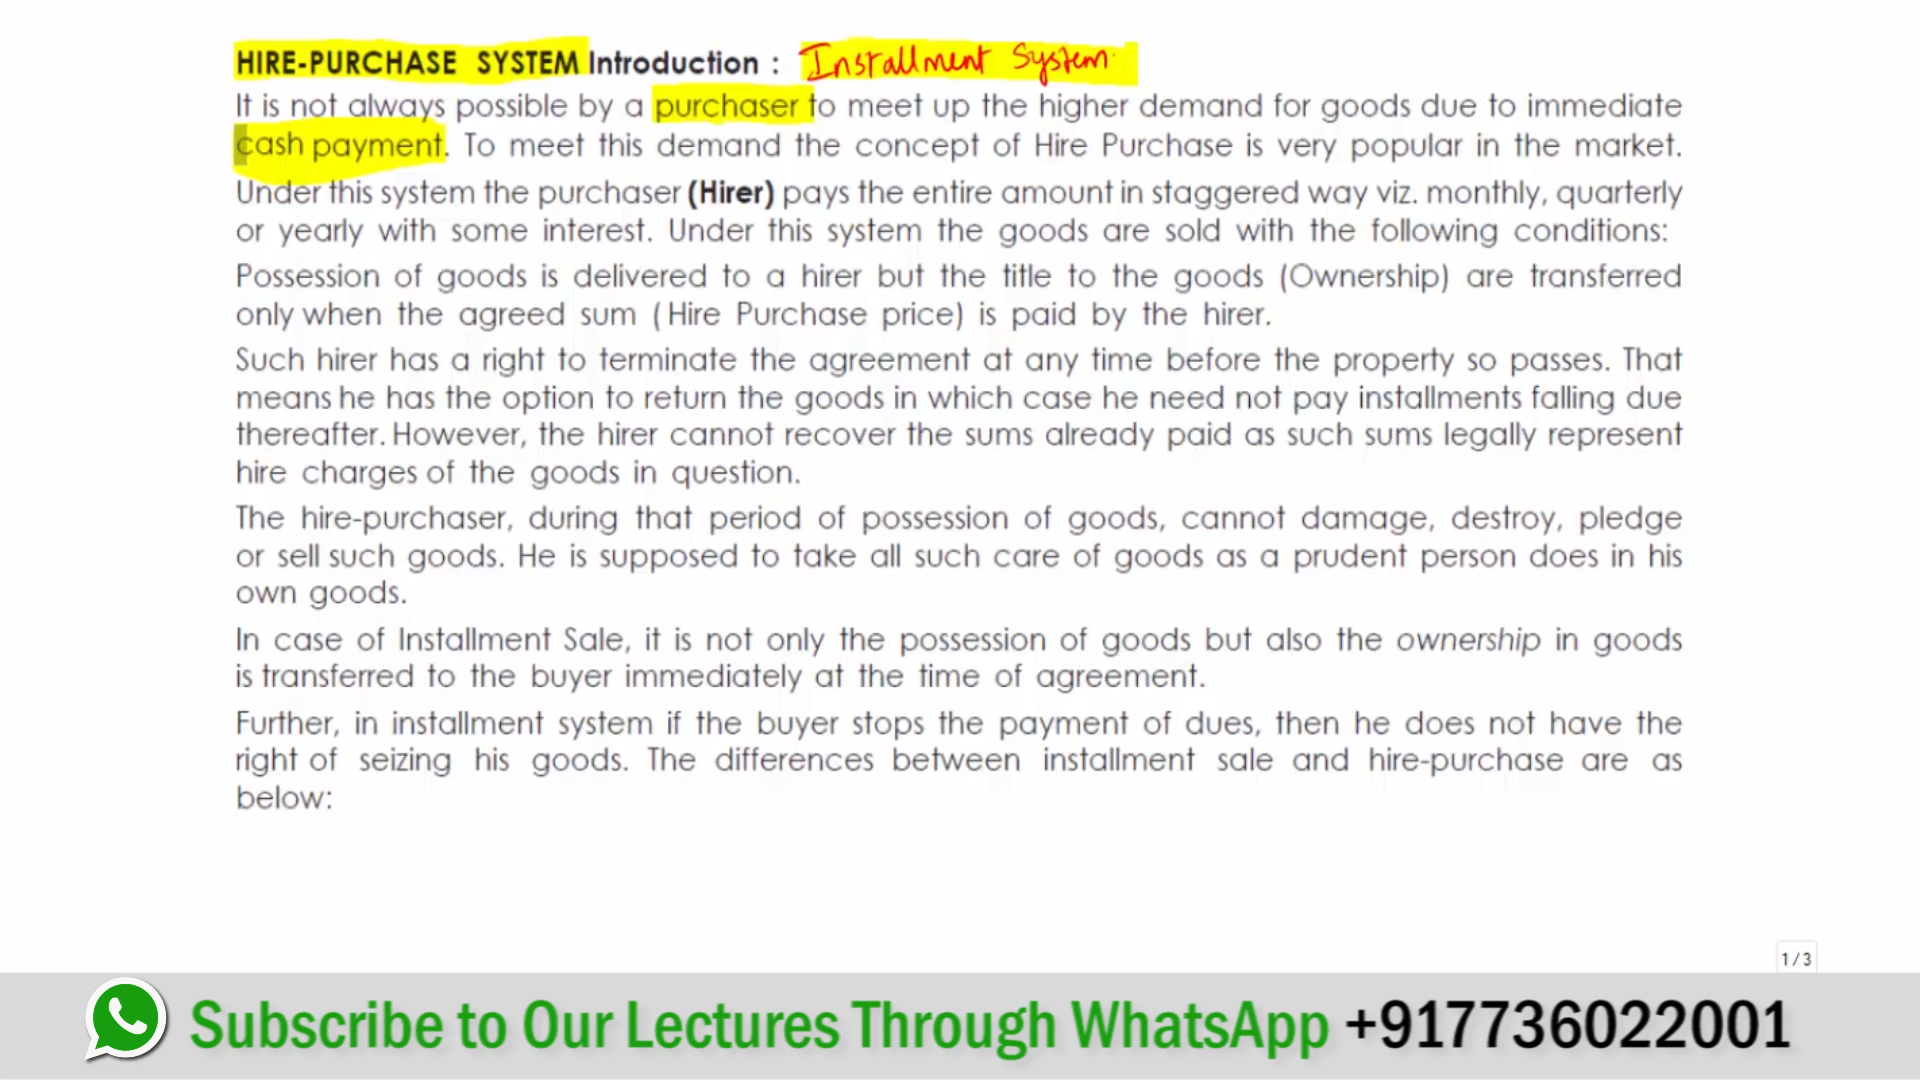 HIRE-PURCHASE SYSTEM Introduction : Installment System
It is not always possible by a purchaser to meet up the higher demand for goods due to immediate
cash payment. To meet this demand the concept of Hire Purchase is very popular in the market.
Under this system the purchaser (Hirer) pays the entire amount in staggered way viz. monthly, quarterly
or yearly with some interest. Under this system the goods are sold with the following conditions:
Possession of goods is delivered to a hirer but the title to the goods (Ownership) are transferred
only when the agreed sum ( Hire Purchase price) is paid by the hirer.
Such hirer has a right to terminate the agreement at any time before the property so passes. That
means he has the option to return the goods in which case he need not pay installments falling due
thereafter. However, the hirer cannot recover the sums already paid as such sums legally represent
hire charges of the goods in question.
The hire-purchaser, during that period of possession of goods, cannot damage, destroy, pledge
or sell such goods. He is supposed to take all such care of goods as a prudent person does in his
own goods.
In case of Installment Sale, it is not only the possession of goods but also the ownership in goods
is transferred to the buyer immediately at the time of agreement.
Further, in installment system if the buyer stops the payment of dues, then he does not have the
right of seizing his goods. The differences between installment sale and hire-purchase are as
below:
1/3
Subscribe to Our Lectures Through WhatsApp +917736022001